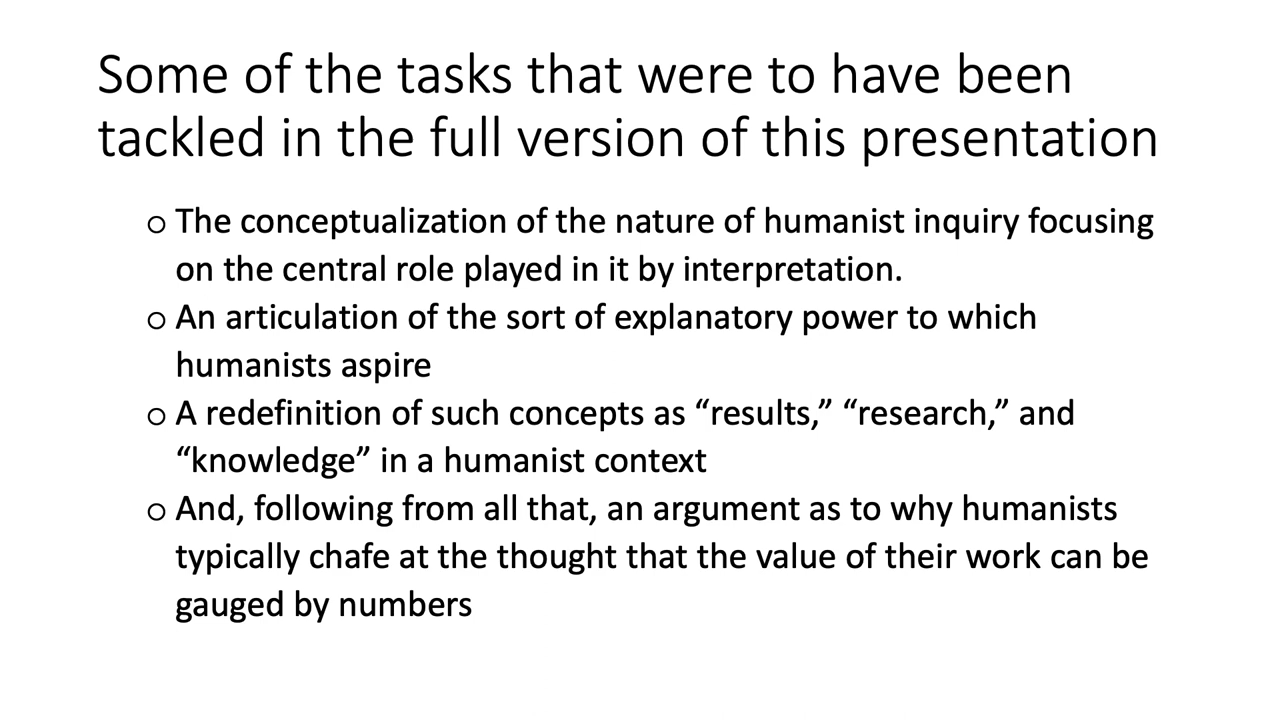 Some of the tasks that were to have been
tackled in the full version of this presentation
○ The conceptualization of the nature of humanist inquiry focusing
on the central role played in it by interpretation.
○ An articulation of the sort of explanatory power to which
humanists aspire
○ A redefinition of such concepts as “results,” “research,” and
“knowledge” in a humanist context
○ And, following from all that, an argument as to why humanists
typically chafe at the thought that the value of their work can be
gauged by numbers